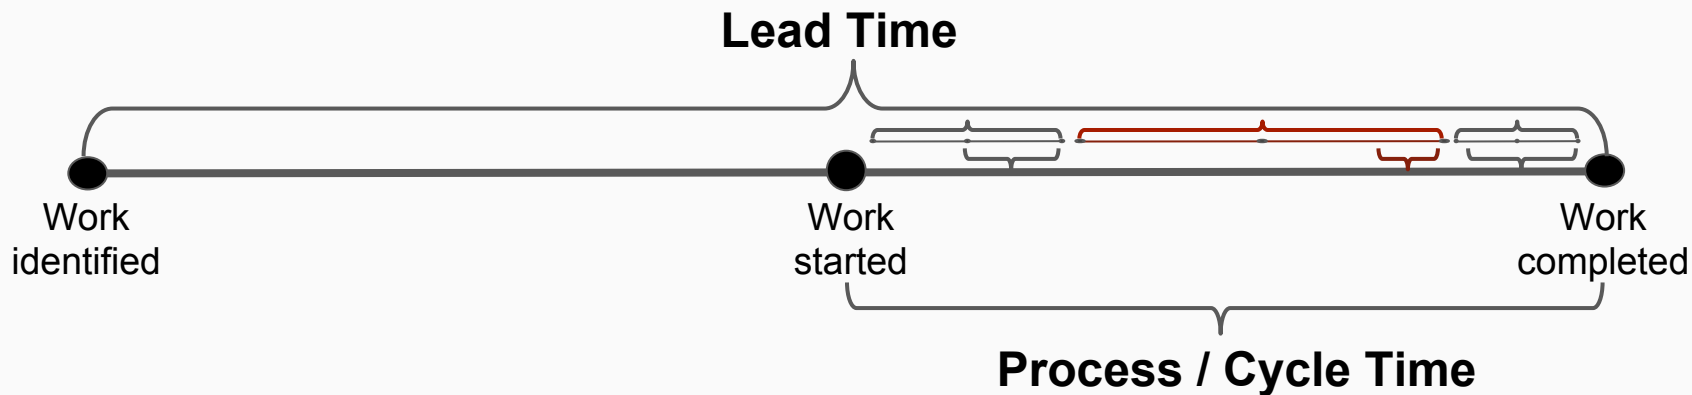 Lead Time
Work
identified
Work
started
Work
completed
Process / Cycle Time